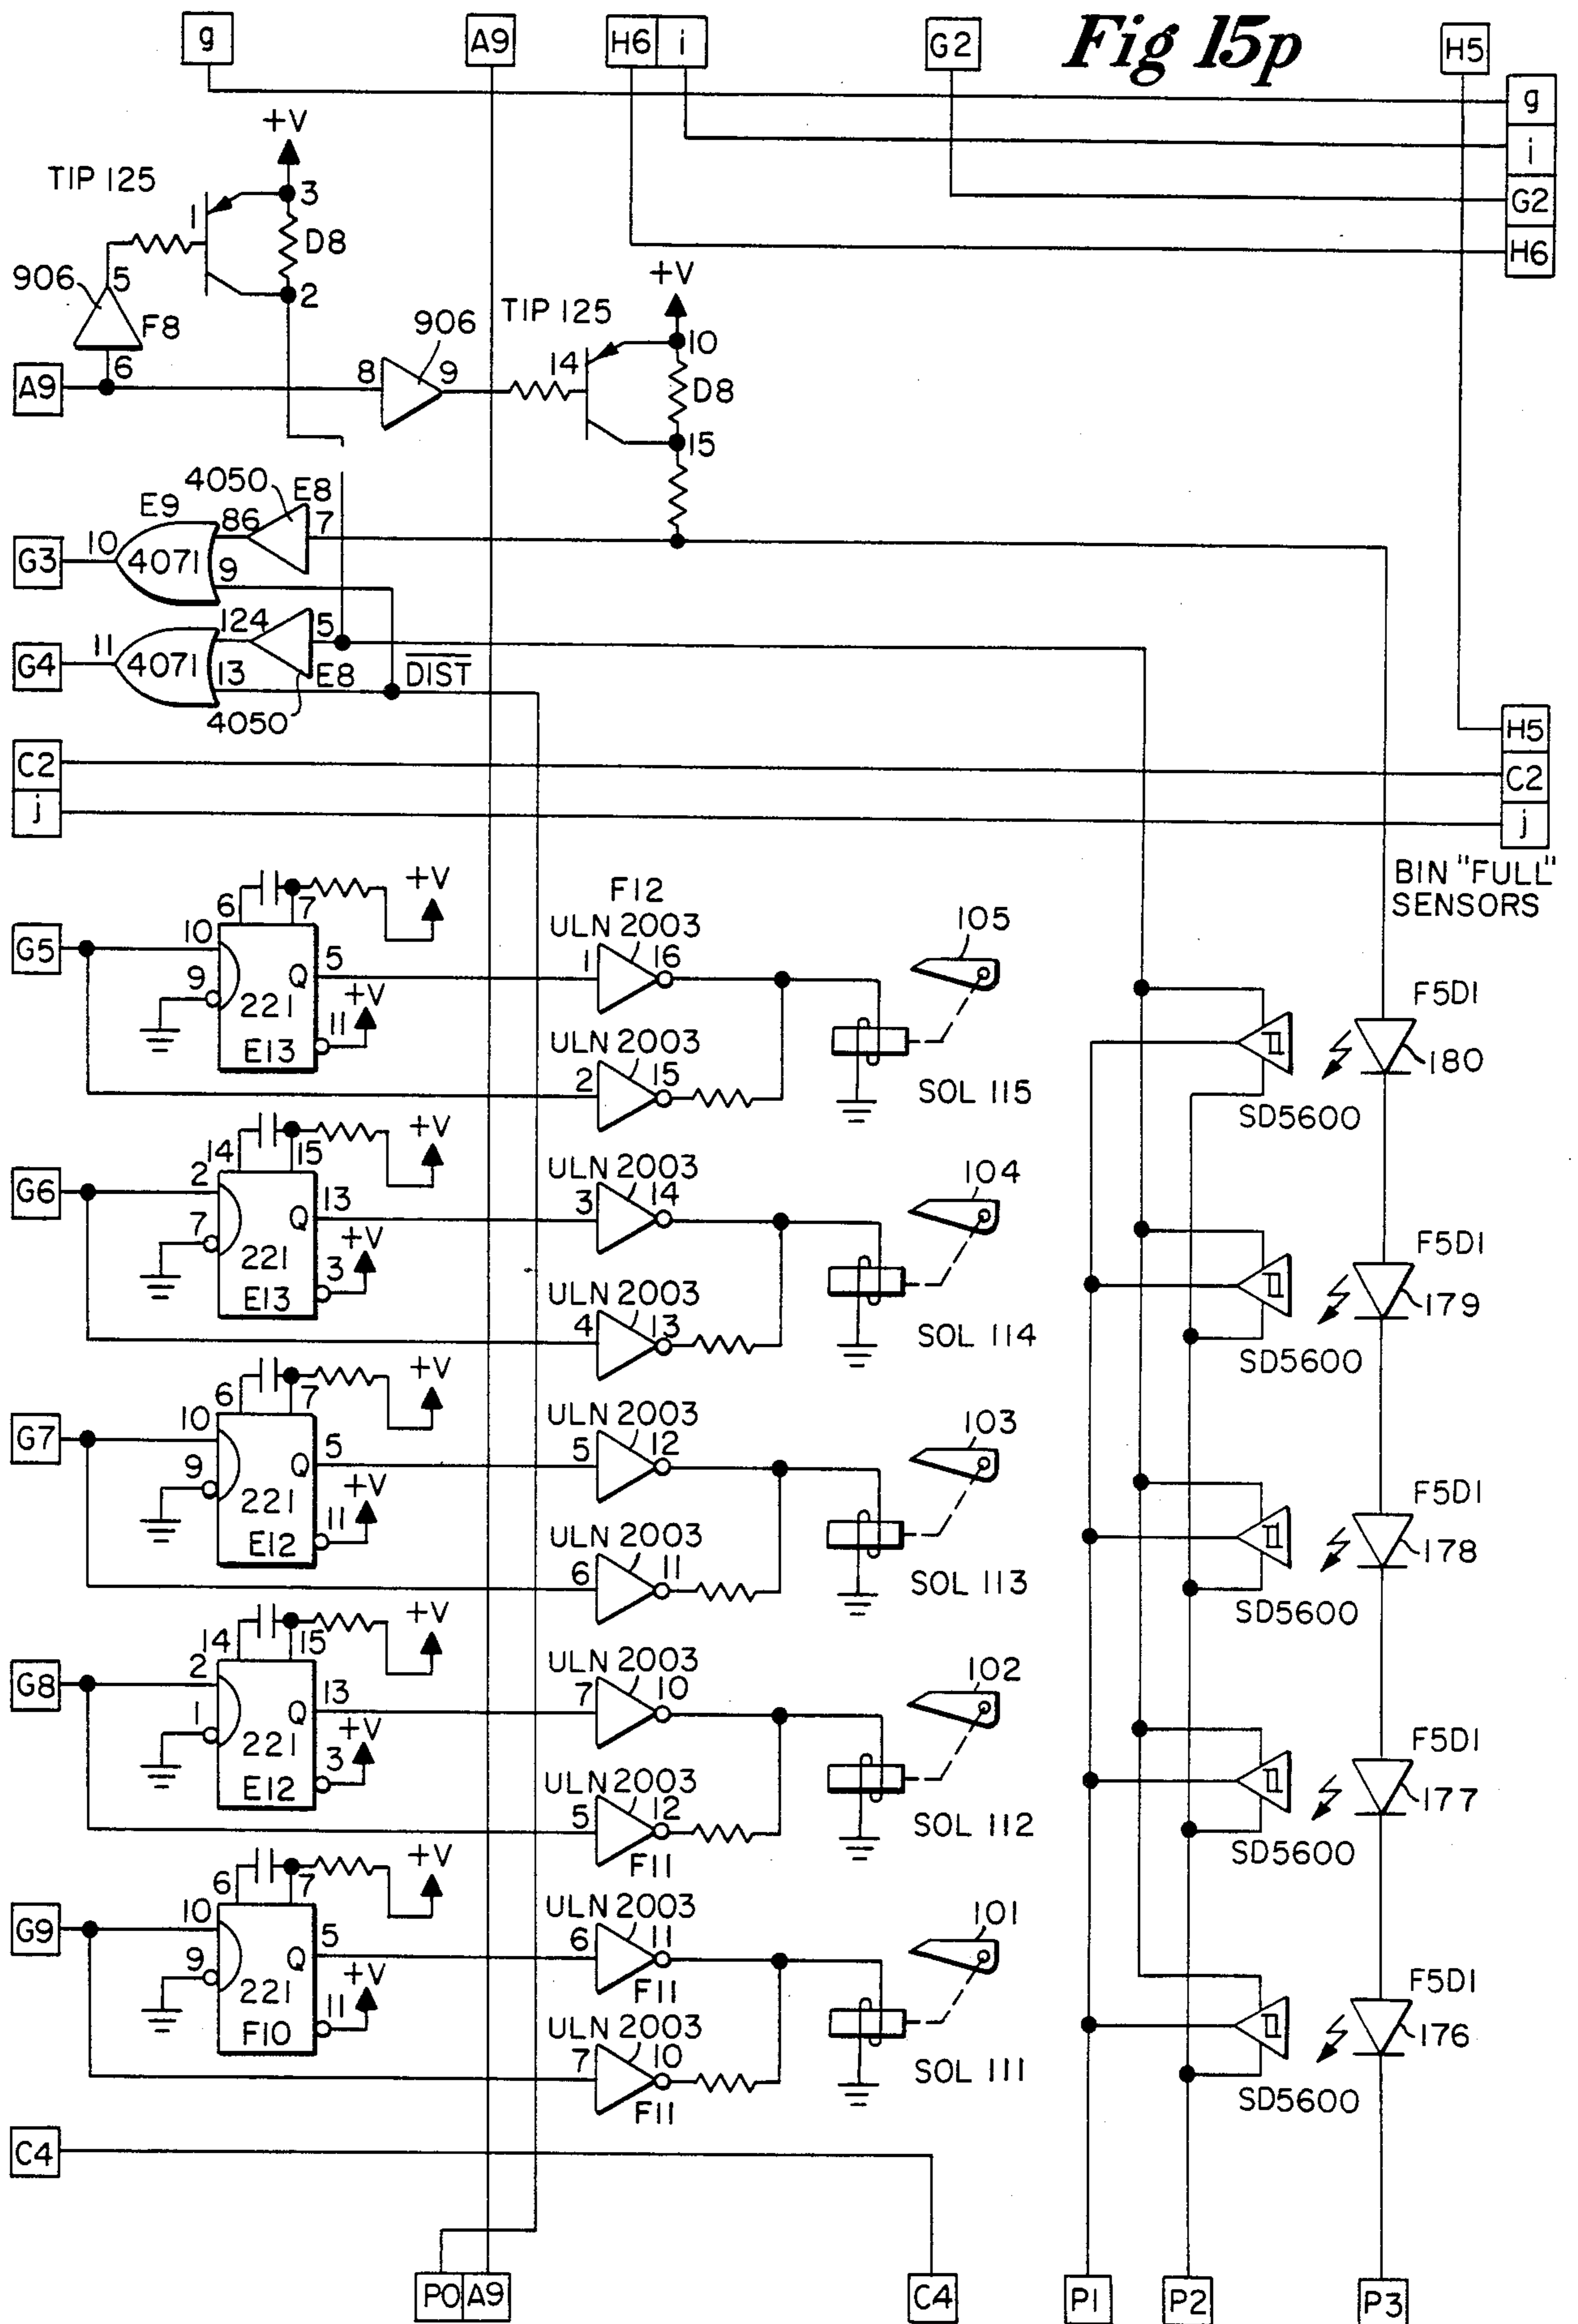 g A9 H6 i G2 Fig 15p H5
g
i
G2
H6
+V
TIP 125
3
1
D8
2
906 5
F8
6
A9
+V
TIP 125
906
10
14
8 9
D8
15
4050 E8
E9
86 7
10
4071
9
G3
124 5
11
4071
13
G4
E8
4050
DIST
H5
C2 C2
j j
BIN "FULL"
SENSORS
+V
6 7
F12
ULN 2003
105
G5 10 5 1 16
9 Q
221
+V
11
E13
ULN 2003
2 15
SOL 115
F5D1
180
SD5600
+V
14 15
ULN 2003
104
G6 2 13 3 14
7 Q
221
+V
3
E13
ULN 2003
4 13
SOL 114
F5D1
179
SD5600
+V
6 7
ULN 2003
103
G7 10 5 5 12
9 Q
221
+V
11
E12
ULN 2003
6 11
SOL 113
F5D1
178
SD5600
+V
14 15
ULN 2003
102
G8 2 13 7 10
1 Q
221
+V
3
E12
ULN 2003
5 12
F11
SOL 112
F5D1
177
SD5600
+V
6 7
ULN 2003
101
G9 10 5 6 11
9 Q
221
+V
11
F10
F11
ULN 2003
7 10
F11
SOL 111
F5D1
176
SD5600
C4
P0 A9 C4 P1 P2 P3